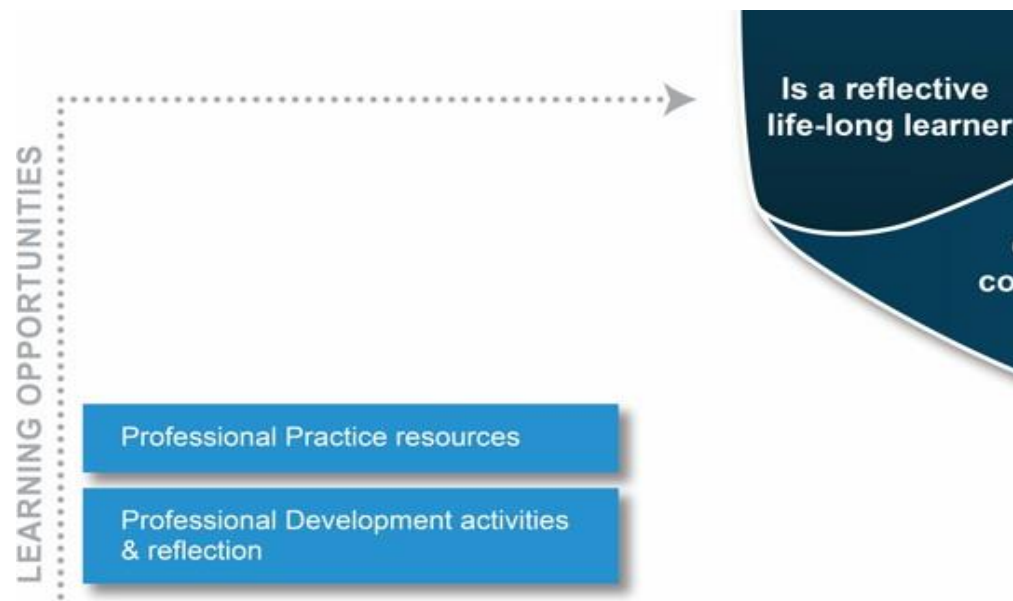 LEARNING OPPORTUNITIES
Is a reflective
life-long learner
Professional Practice resources
Professional Development activities
& reflection